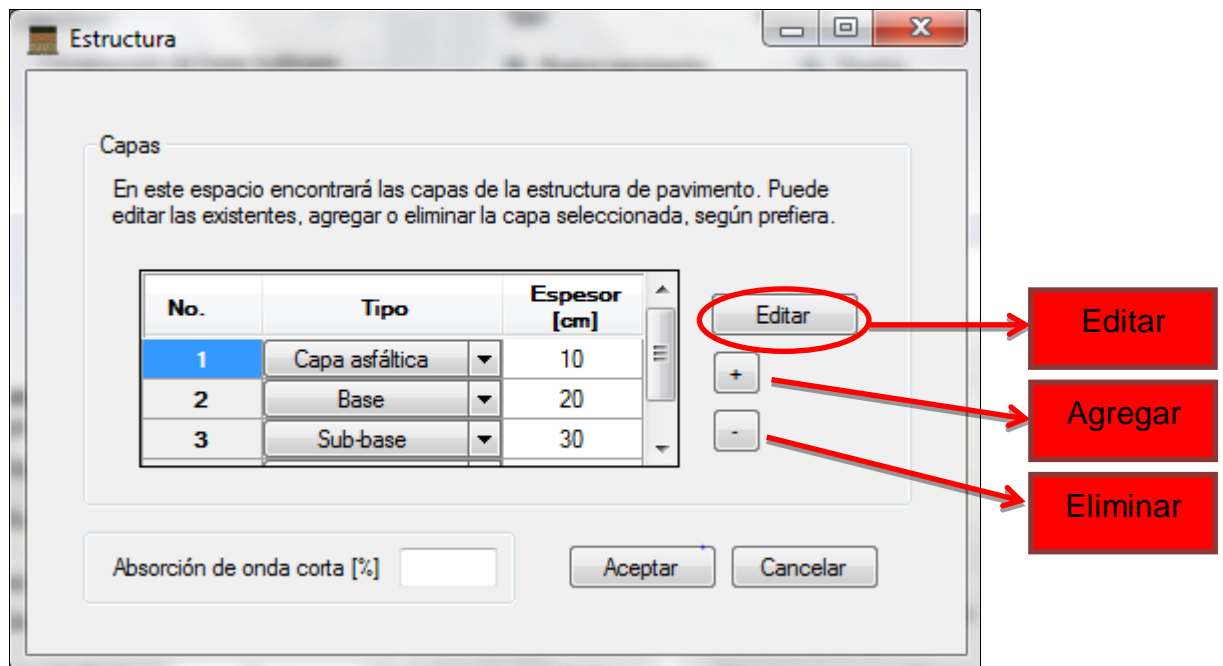 Estructura
Capas
En este espacio encontrará las capas de la estructura de pavimento. Puede
editar las existentes, agregar o eliminar la capa seleccionada, según prefiera.
No. Tipo Espesor [cm]
1 Capa asfáltica 10
2 Base 20
3 Sub-base 30
Editar
+
-
Editar
Agregar
Eliminar
Absorción de onda corta [%]
Aceptar Cancelar